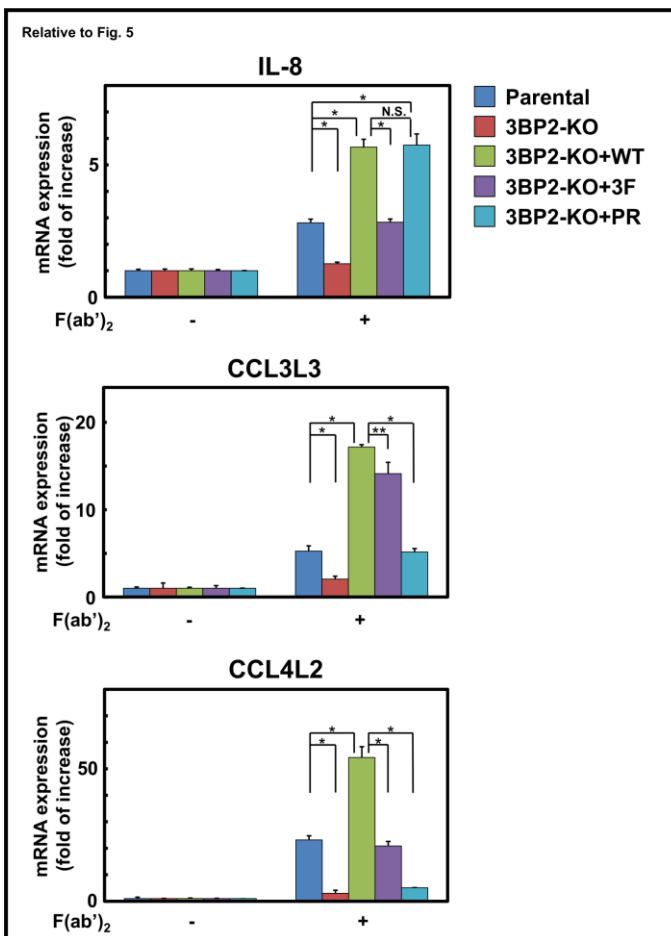 Relative to Fig. 5
IL-8
mRNA expression
(fold of increase)
5
0
*
*
N.S.
*
*
F(ab')₂
-
+
Parental
3BP2-KO
3BP2-KO+WT
3BP2-KO+3F
3BP2-KO+PR
CCL3L3
mRNA expression
(fold of increase)
20
10
0
*
*
*
**
F(ab')₂
-
+
CCL4L2
mRNA expression
(fold of increase)
50
0
*
*
*
*
F(ab')₂
-
+